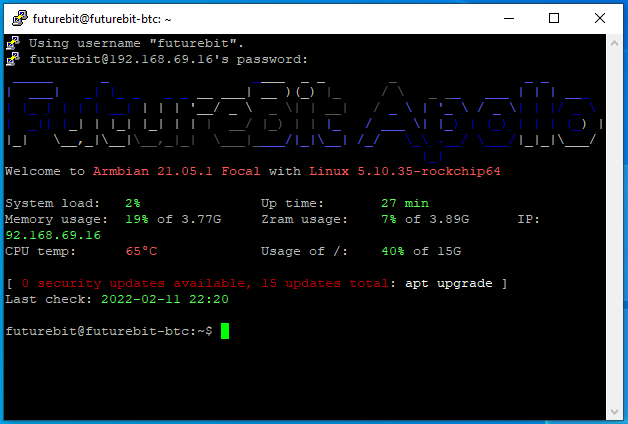 futurebit@futurebit-btc: ~
Using username "futurebit".
futurebit@192.168.69.16's password:
FutureBit Apollo
Welcome to Armbian 21.05.1 Focal with Linux 5.10.35-rockchip64
System load: 2% Up time: 27 min
Memory usage: 19% of 3.77G Zram usage: 7% of 3.89G IP:
92.168.69.16
CPU temp: 65°C Usage of /: 40% of 15G
[ 0 security updates available, 15 updates total: apt upgrade ]
Last check: 2022-02-11 22:20
futurebit@futurebit-btc:~$